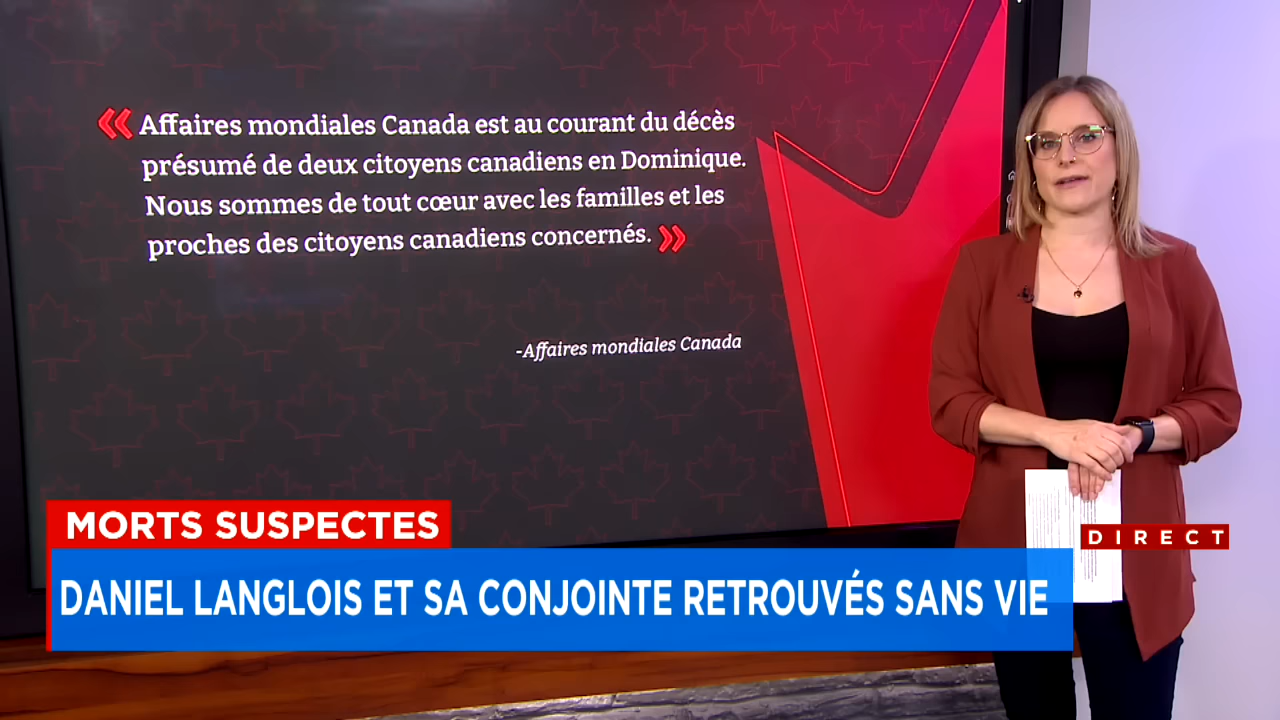 « Affaires mondiales Canada est au courant du décès
présumé de deux citoyens canadiens en Dominique.
Nous sommes de tout cœur avec les familles et les
proches des citoyens canadiens concernés. »
-Affaires mondiales Canada
MORTS SUSPECTES
DIRECT
DANIEL LANGLOIS ET SA CONJOINTE RETROUVÉS SANS VIE